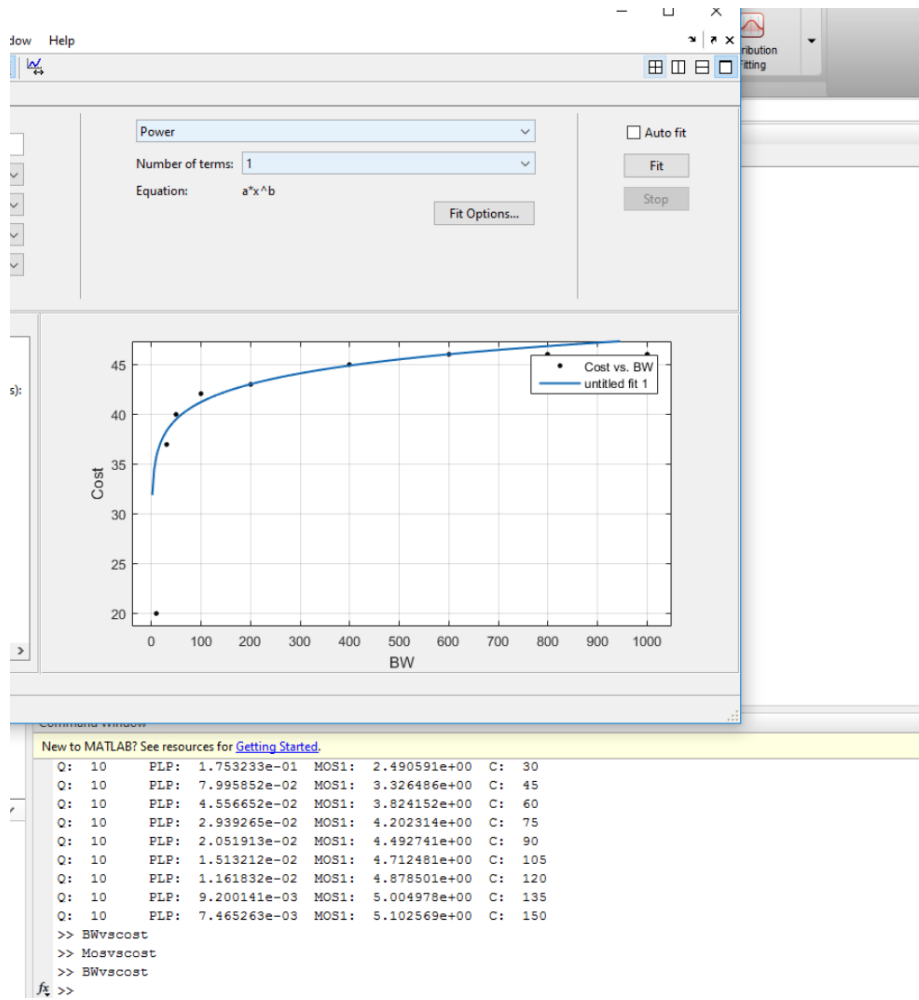 dow Help
ribution
itting
Power
Auto fit
Number of terms: 1
Fit
Equation: a*x^b
Stop
Fit Options...
s):
45
40
35
30
25
20
Cost
Cost vs. BW
untitled fit 1
0 100 200 300 400 500 600 700 800 900 1000
BW
Command Window
New to MATLAB? See resources for Getting Started.
Q: 10 PLP: 1.753233e-01 MOS1: 2.490591e+00 C: 30
Q: 10 PLP: 7.995852e-02 MOS1: 3.326486e+00 C: 45
Q: 10 PLP: 4.556652e-02 MOS1: 3.824152e+00 C: 60
Q: 10 PLP: 2.939265e-02 MOS1: 4.202314e+00 C: 75
Q: 10 PLP: 2.051913e-02 MOS1: 4.492741e+00 C: 90
Q: 10 PLP: 1.513212e-02 MOS1: 4.712481e+00 C: 105
Q: 10 PLP: 1.161832e-02 MOS1: 4.878501e+00 C: 120
Q: 10 PLP: 9.200141e-03 MOS1: 5.004978e+00 C: 135
Q: 10 PLP: 7.465263e-03 MOS1: 5.102569e+00 C: 150
>> BWvscost
>> Mosvscost
>> BWvscost
fx >>